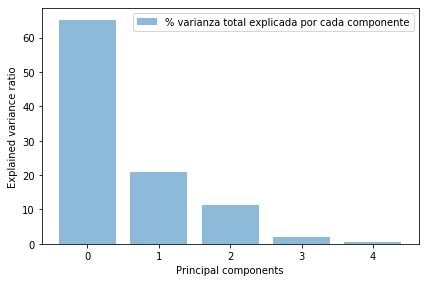 % varianza total explicada por cada componente
Explained variance ratio
60
50
40
30
20
10
0
0 1 2 3 4
Principal components